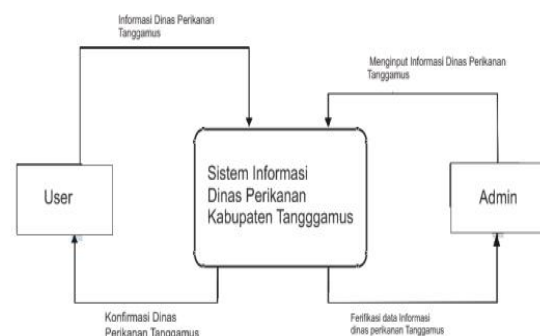 Informasi Dinas Perikanan
Tanggamus
Menginput Informasi Dinas Perikanan
Tanggamus
User
Sistem Informasi
Dinas Perikanan
Kabupaten Tangggamus
Admin
Konfirmasi Dinas
Perikanan Tanggamus
Ferifikasi data Informasi
dinas perikanan Tanggamus